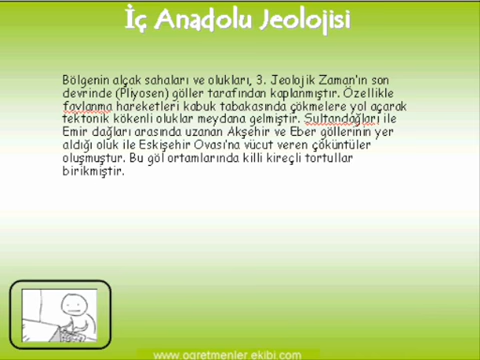 İç Anadolu Jeolojisi
Bölgenin alçak sahaları ve olukları, 3. Jeolojik Zaman'ın son
devrinde (Pliyosen) göller tarafından kaplanmıştır. Özellikle
faylanma hareketleri kabuk tabakasında çökmelere yol açarak
tektonik kökenli oluklar meydana gelmiştir. Sultandağları ile
Emir dağları arasında uzanan Akşehir ve Eber göllerinin yer
aldığı oluk ile Eskişehir Ovası'na vücut veren çöküntüler
oluşmuştur. Bu göl ortamlarında killi kireçli tortullar
birikmiştir.
www.ogretmenler.ekibi.com